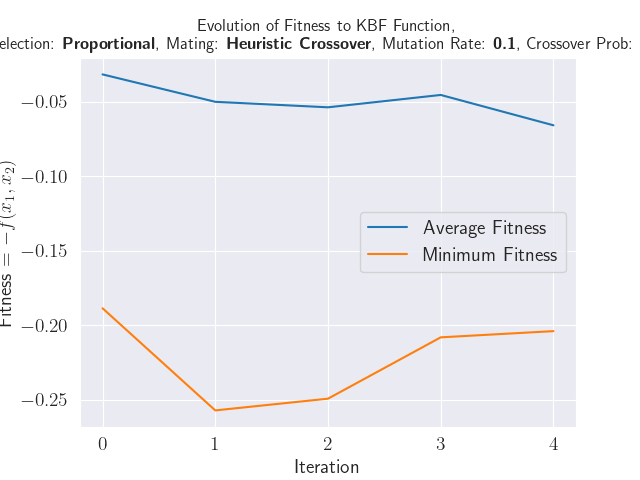 Evolution of Fitness to KBF Function,
election: Proportional, Mating: Heuristic Crossover, Mutation Rate: 0.1, Crossover Prob:
−0.05
−0.10
−0.15
−0.20
−0.25
Fitness = −f(x₁, x₂)
Average Fitness
Minimum Fitness
0 1 2 3 4
Iteration